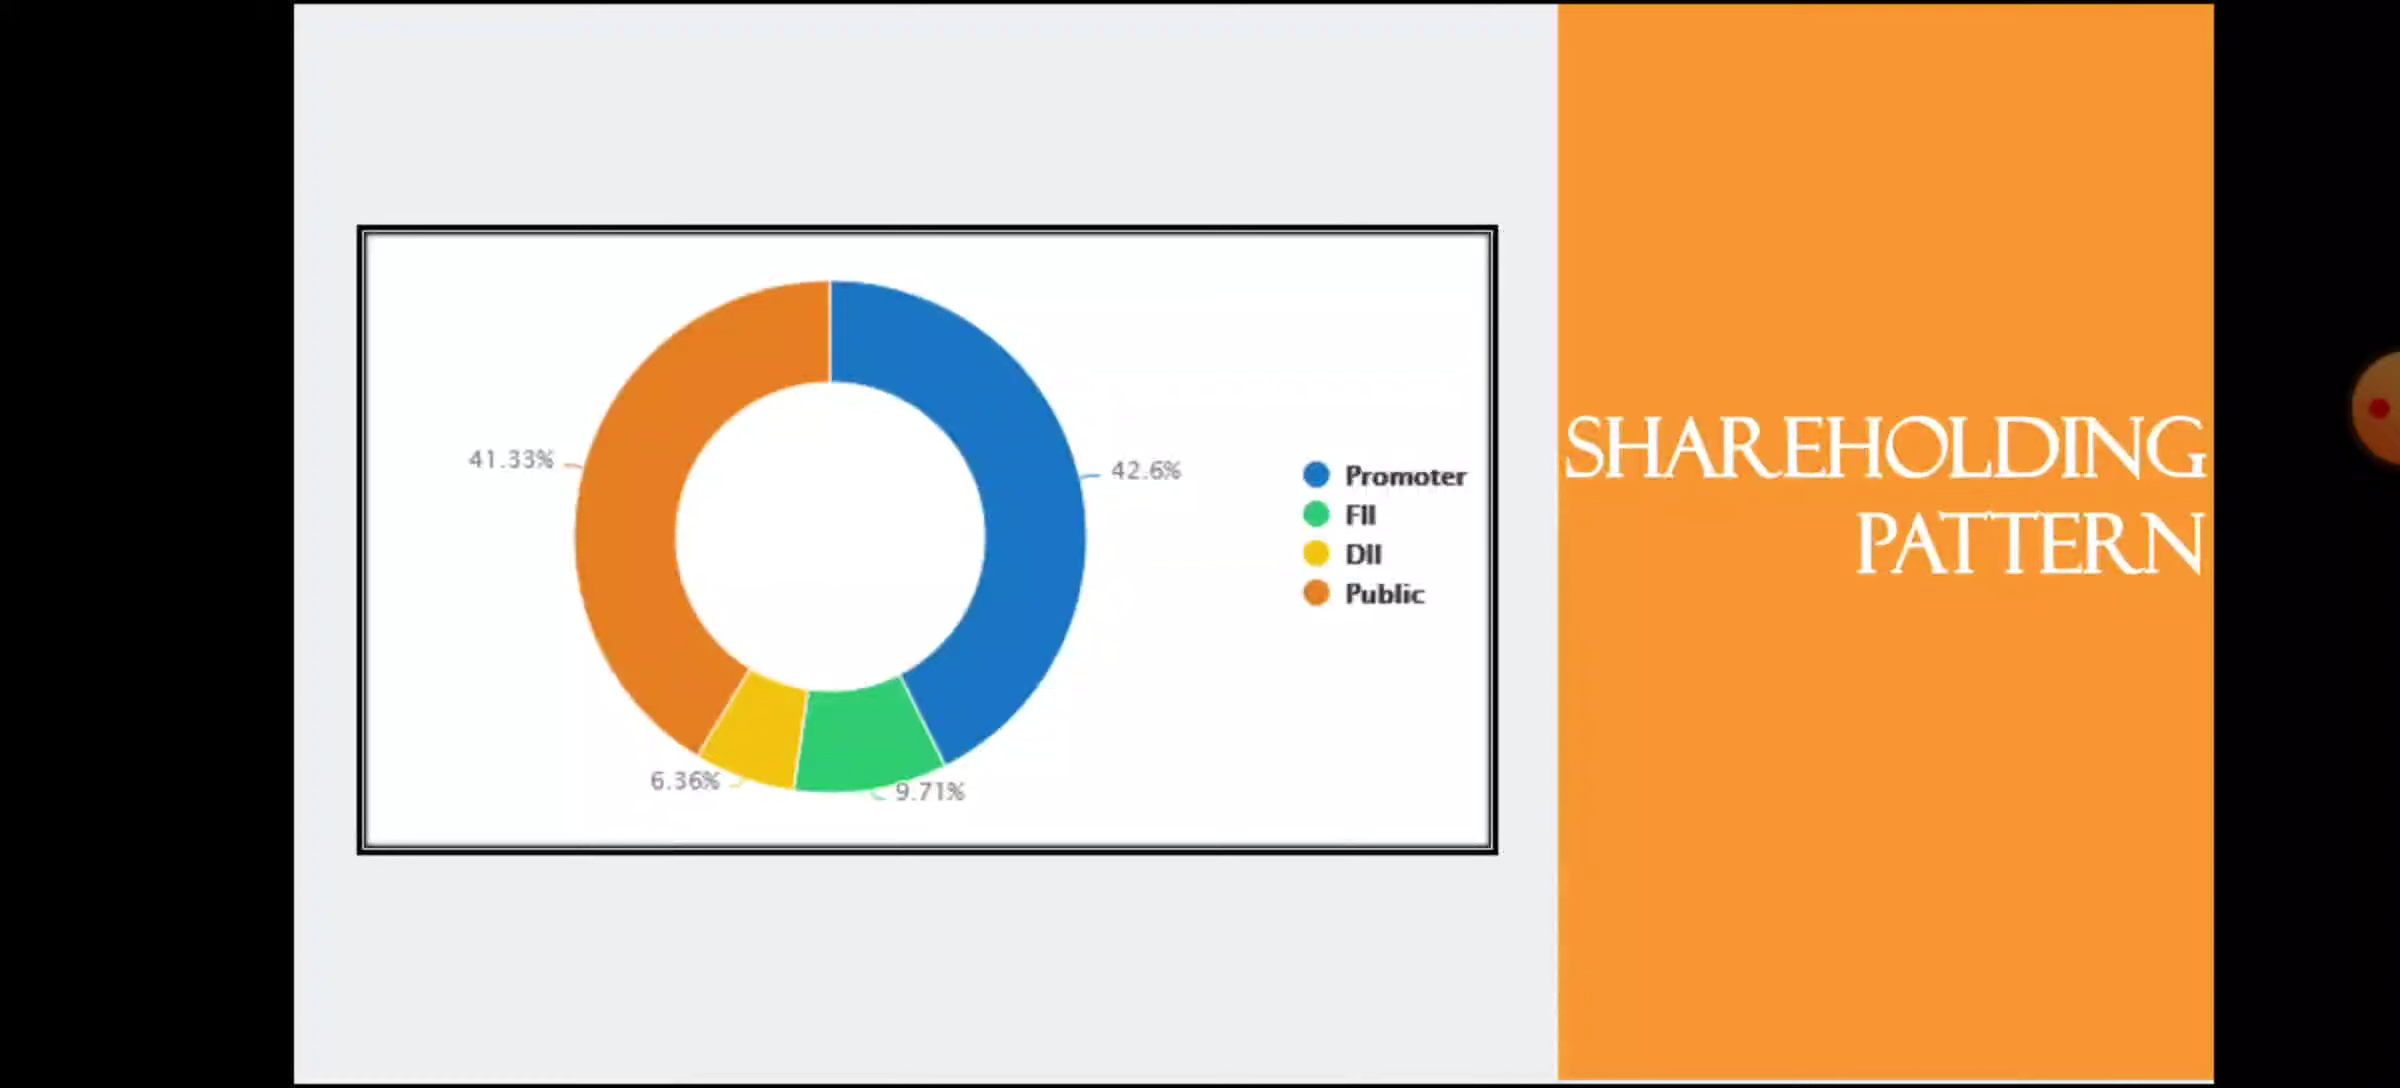 41.33%
42.6%
6.36%
9.71%
Promoter
FII
DII
Public
SHAREHOLDING
PATTERN